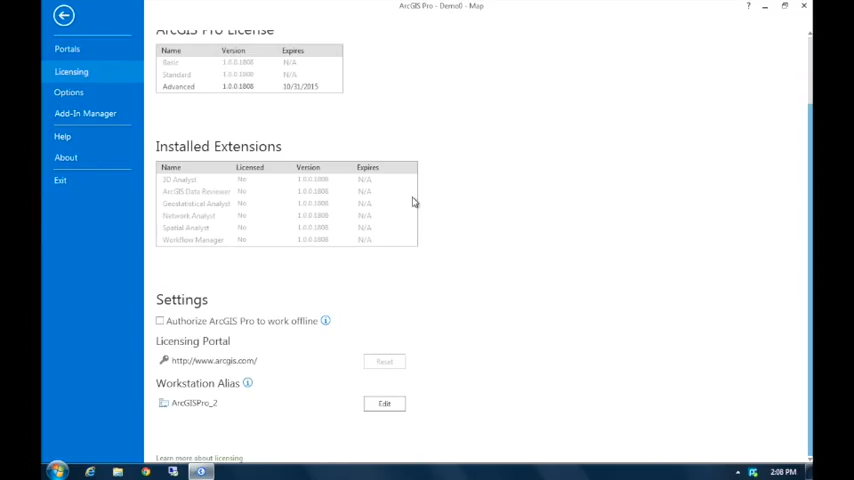 ArcGIS Pro - Demo0 - Map
?
Portals
Licensing
Options
Add-In Manager
Help
About
Exit
ArcGIS Pro License
Name Version Expires
Basic 1.0.0.1808 N/A
Standard 1.0.0.1808 N/A
Advanced 1.0.0.1808 10/31/2015
Installed Extensions
Name Licensed Version Expires
3D Analyst No 1.0.0.1808 N/A
ArcGIS Data Reviewer No 1.0.0.1808 N/A
Geostatistical Analyst No 1.0.0.1808 N/A
Network Analyst No 1.0.0.1808 N/A
Spatial Analyst No 1.0.0.1808 N/A
Workflow Manager No 1.0.0.1808 N/A
Settings
Authorize ArcGIS Pro to work offline
Licensing Portal
http://www.arcgis.com/ Reset
Workstation Alias
ArcGISPro_2 Edit
Learn more about licensing
2:08 PM